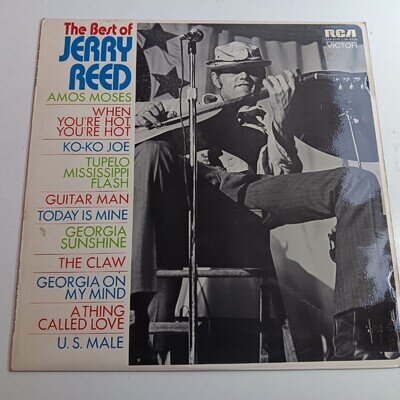 The Best of
JERRY
REED
AMOS MOSES
WHEN
YOU'RE HOT,
YOU'RE HOT
KO-KO JOE
TUPELO
MISSISSIPPI
FLASH
GUITAR MAN
TODAY IS MINE
GEORGIA
SUNSHINE
THE CLAW
GEORGIA ON
MY MIND
A THING
CALLED LOVE
U.S. MALE
RCA
VICTOR